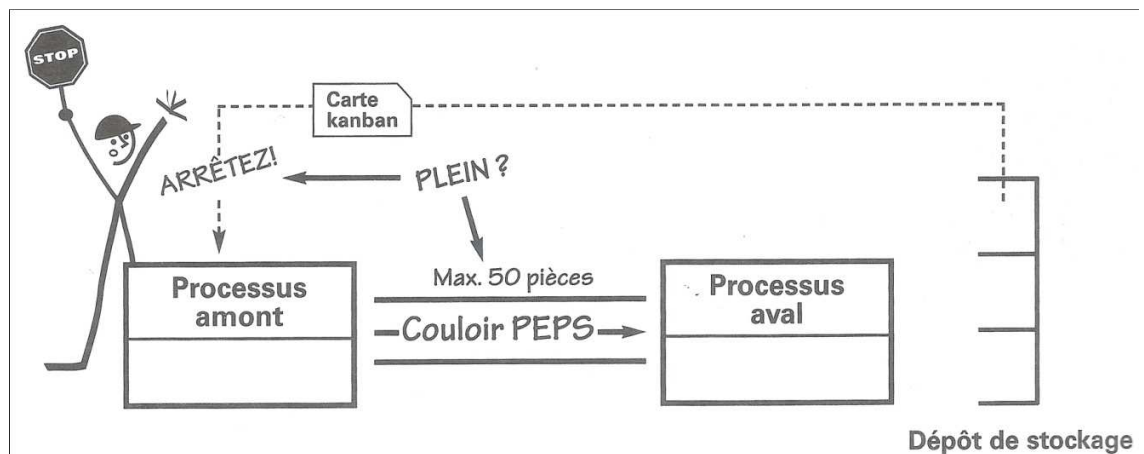 STOP
Carte
kanban
ARRÊTEZ!
PLEIN ?
Max. 50 pièces
Processus
amont
Couloir PEPS
Processus
aval
Dépôt de stockage